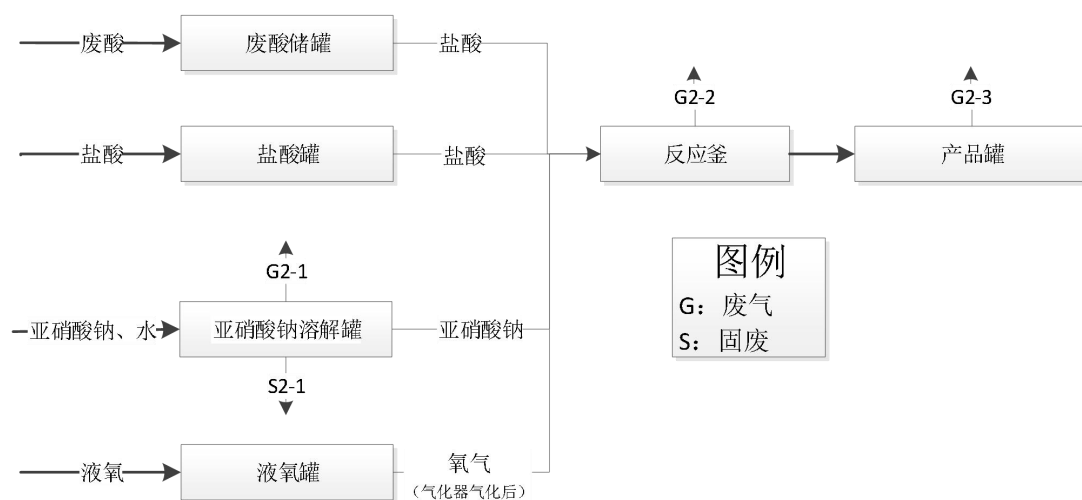 废酸
废酸储罐
盐酸
G2-2
G2-3
盐酸
盐酸罐
盐酸
反应釜
产品罐
G2-1
图例
G：废气
S：固废
亚硝酸钠、水
亚硝酸钠溶解罐
亚硝酸钠
S2-1
液氧
液氧罐
氧气
（气化器气化后）